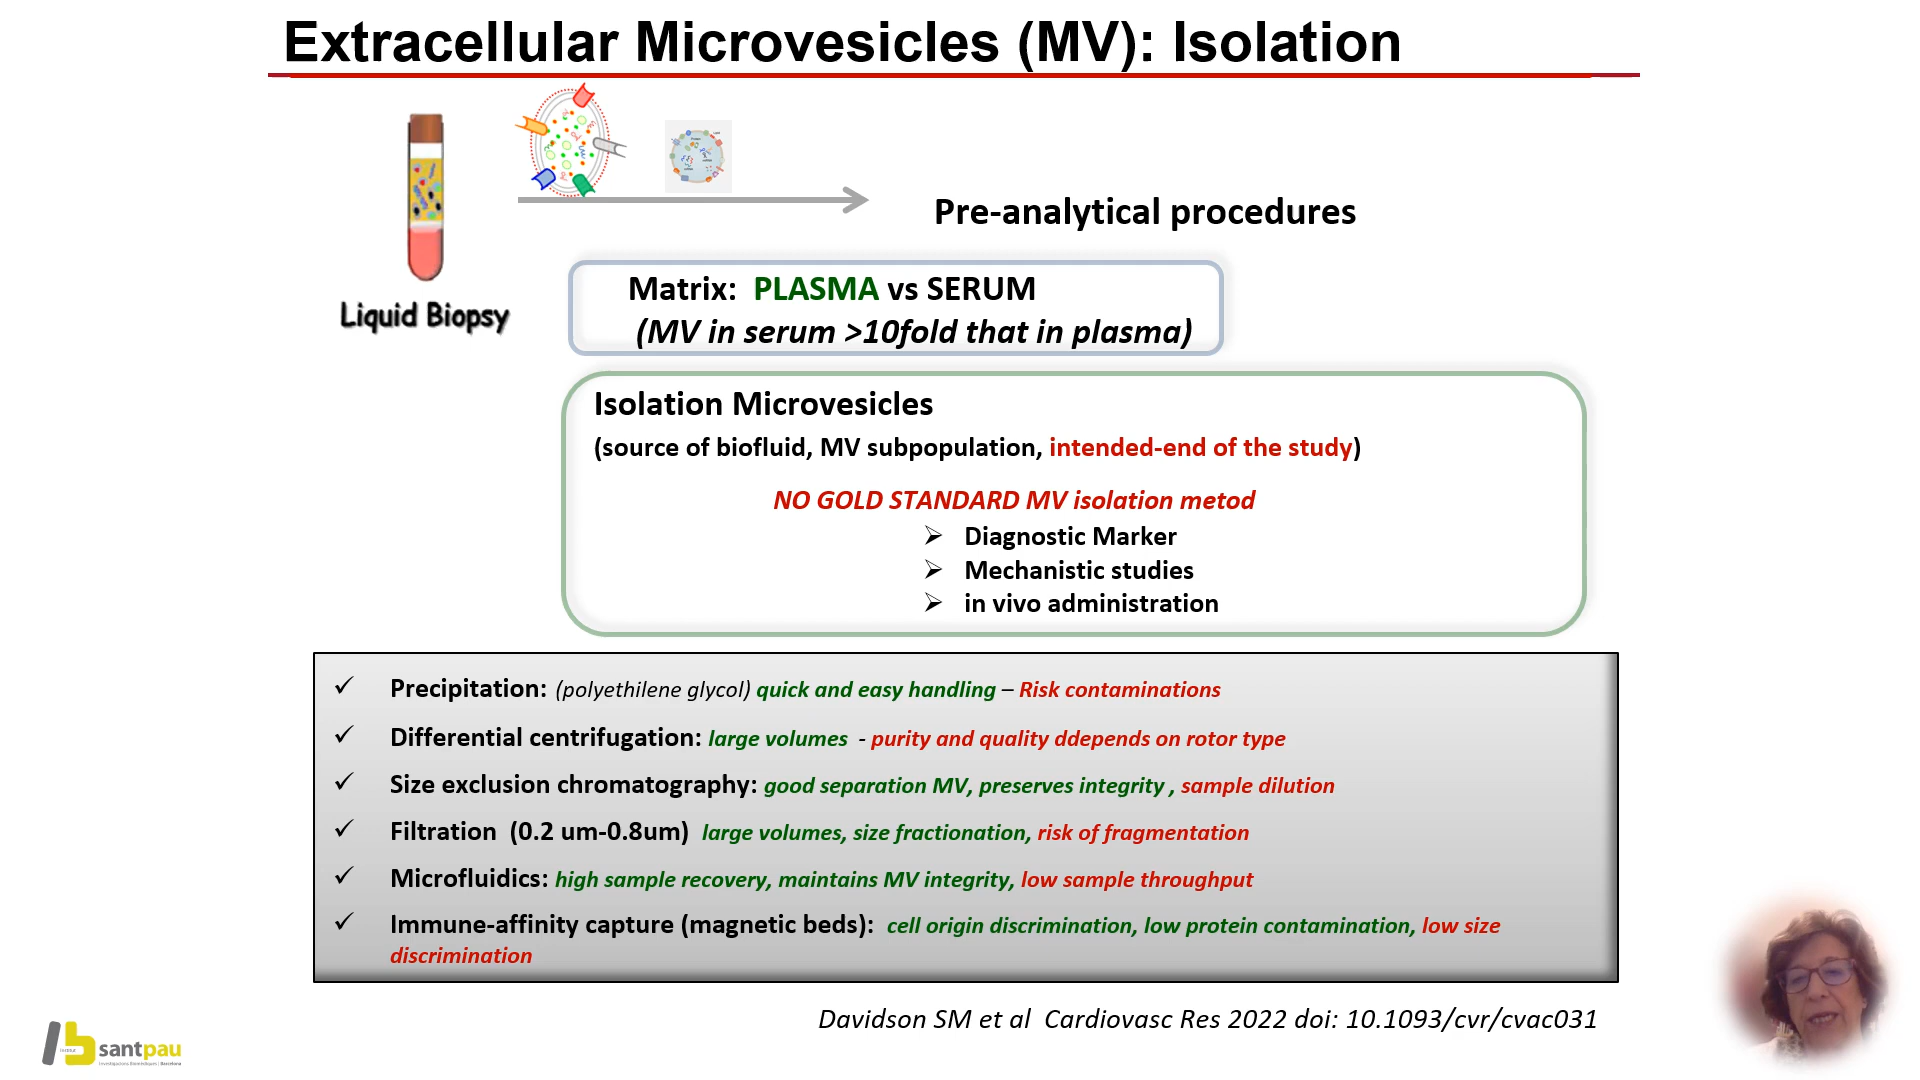 Extracellular Microvesicles (MV): Isolation
Liquid Biopsy
Pre-analytical procedures
Matrix: PLASMA vs SERUM
(MV in serum >10fold that in plasma)
Isolation Microvesicles
(source of biofluid, MV subpopulation, intended-end of the study)
NO GOLD STANDARD MV isolation metod
➢ Diagnostic Marker
➢ Mechanistic studies
➢ in vivo administration
✓ Precipitation: (polyethilene glycol) quick and easy handling – Risk contaminations
✓ Differential centrifugation: large volumes - purity and quality ddepends on rotor type
✓ Size exclusion chromatography: good separation MV, preserves integrity , sample dilution
✓ Filtration (0.2 um-0.8um) large volumes, size fractionation, risk of fragmentation
✓ Microfluidics: high sample recovery, maintains MV integrity, low sample throughput
✓ Immune-affinity capture (magnetic beds): cell origin discrimination, low protein contamination, low size
discrimination
Davidson SM et al Cardiovasc Res 2022 doi: 10.1093/cvr/cvac031
santpau